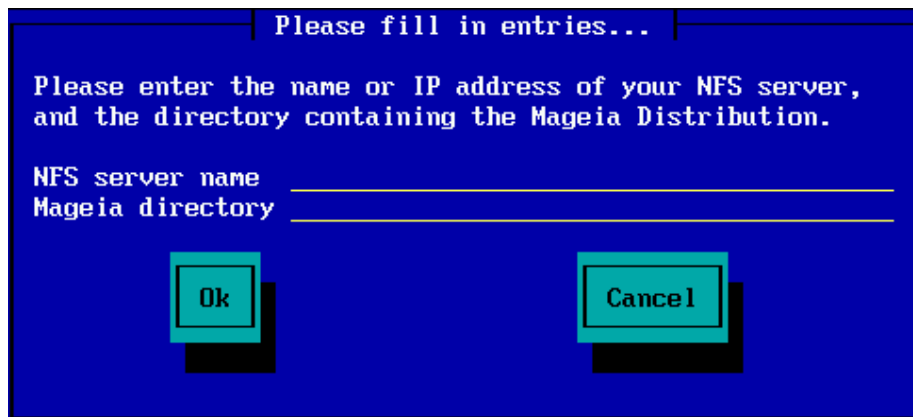 Please fill in entries...
Please enter the name or IP address of your NFS server,
and the directory containing the Mageia Distribution.
NFS server name
Mageia directory
Ok Cancel